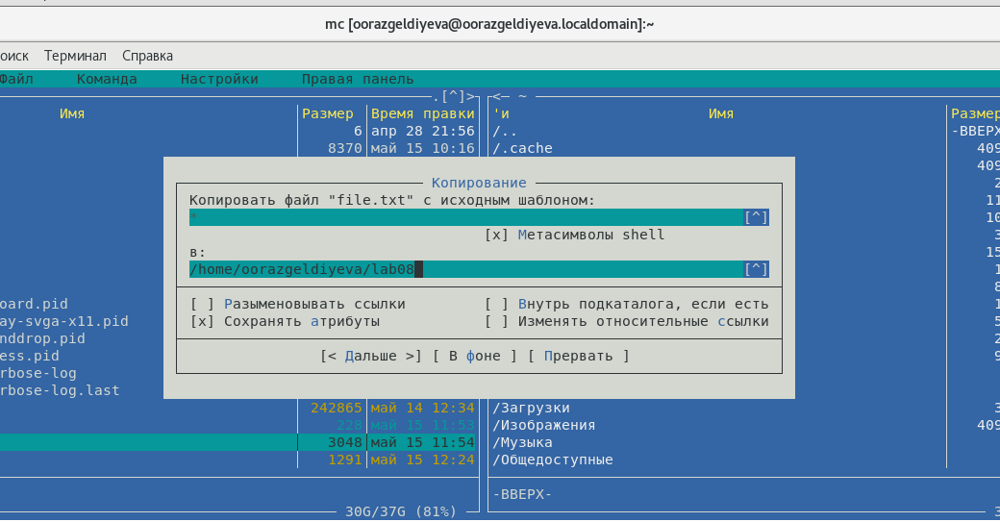 mc [oorazgeldiyeva@oorazgeldiyeva.localdomain]:~
оиск Терминал Справка
Файл Команда Настройки Правая панель
.[^]> <— ~
Имя Размер Время правки 'и Имя Размер
6 апр 28 21:56 /.. -ВВЕРХ
8370 май 15 10:16 /.cache 409
409
Копирование 2
Копировать файл "file.txt" с исходным шаблоном: 11
* [^] 10
[x] Метасимволы shell 3
в: 15
/home/oorazgeldiyeva/lab08 [^] 1
8
oard.pid [ ] Разыменовывать ссылки [ ] Внутрь подкаталога, если есть 1
ay-svga-x11.pid [x] Сохранять атрибуты [ ] Изменять относительные ссылки 5
nddrop.pid 2
ess.pid [< Дальше >] [ В фоне ] [ Прервать ] 9
rbose-log
rbose-log.last
242865 май 14 12:34 /Загрузки 3
228 май 15 11:53 /Изображения 409
3048 май 15 11:54 /Музыка
1291 май 15 12:24 /Общедоступные
-ВВЕРХ-
30G/37G (81%) 3